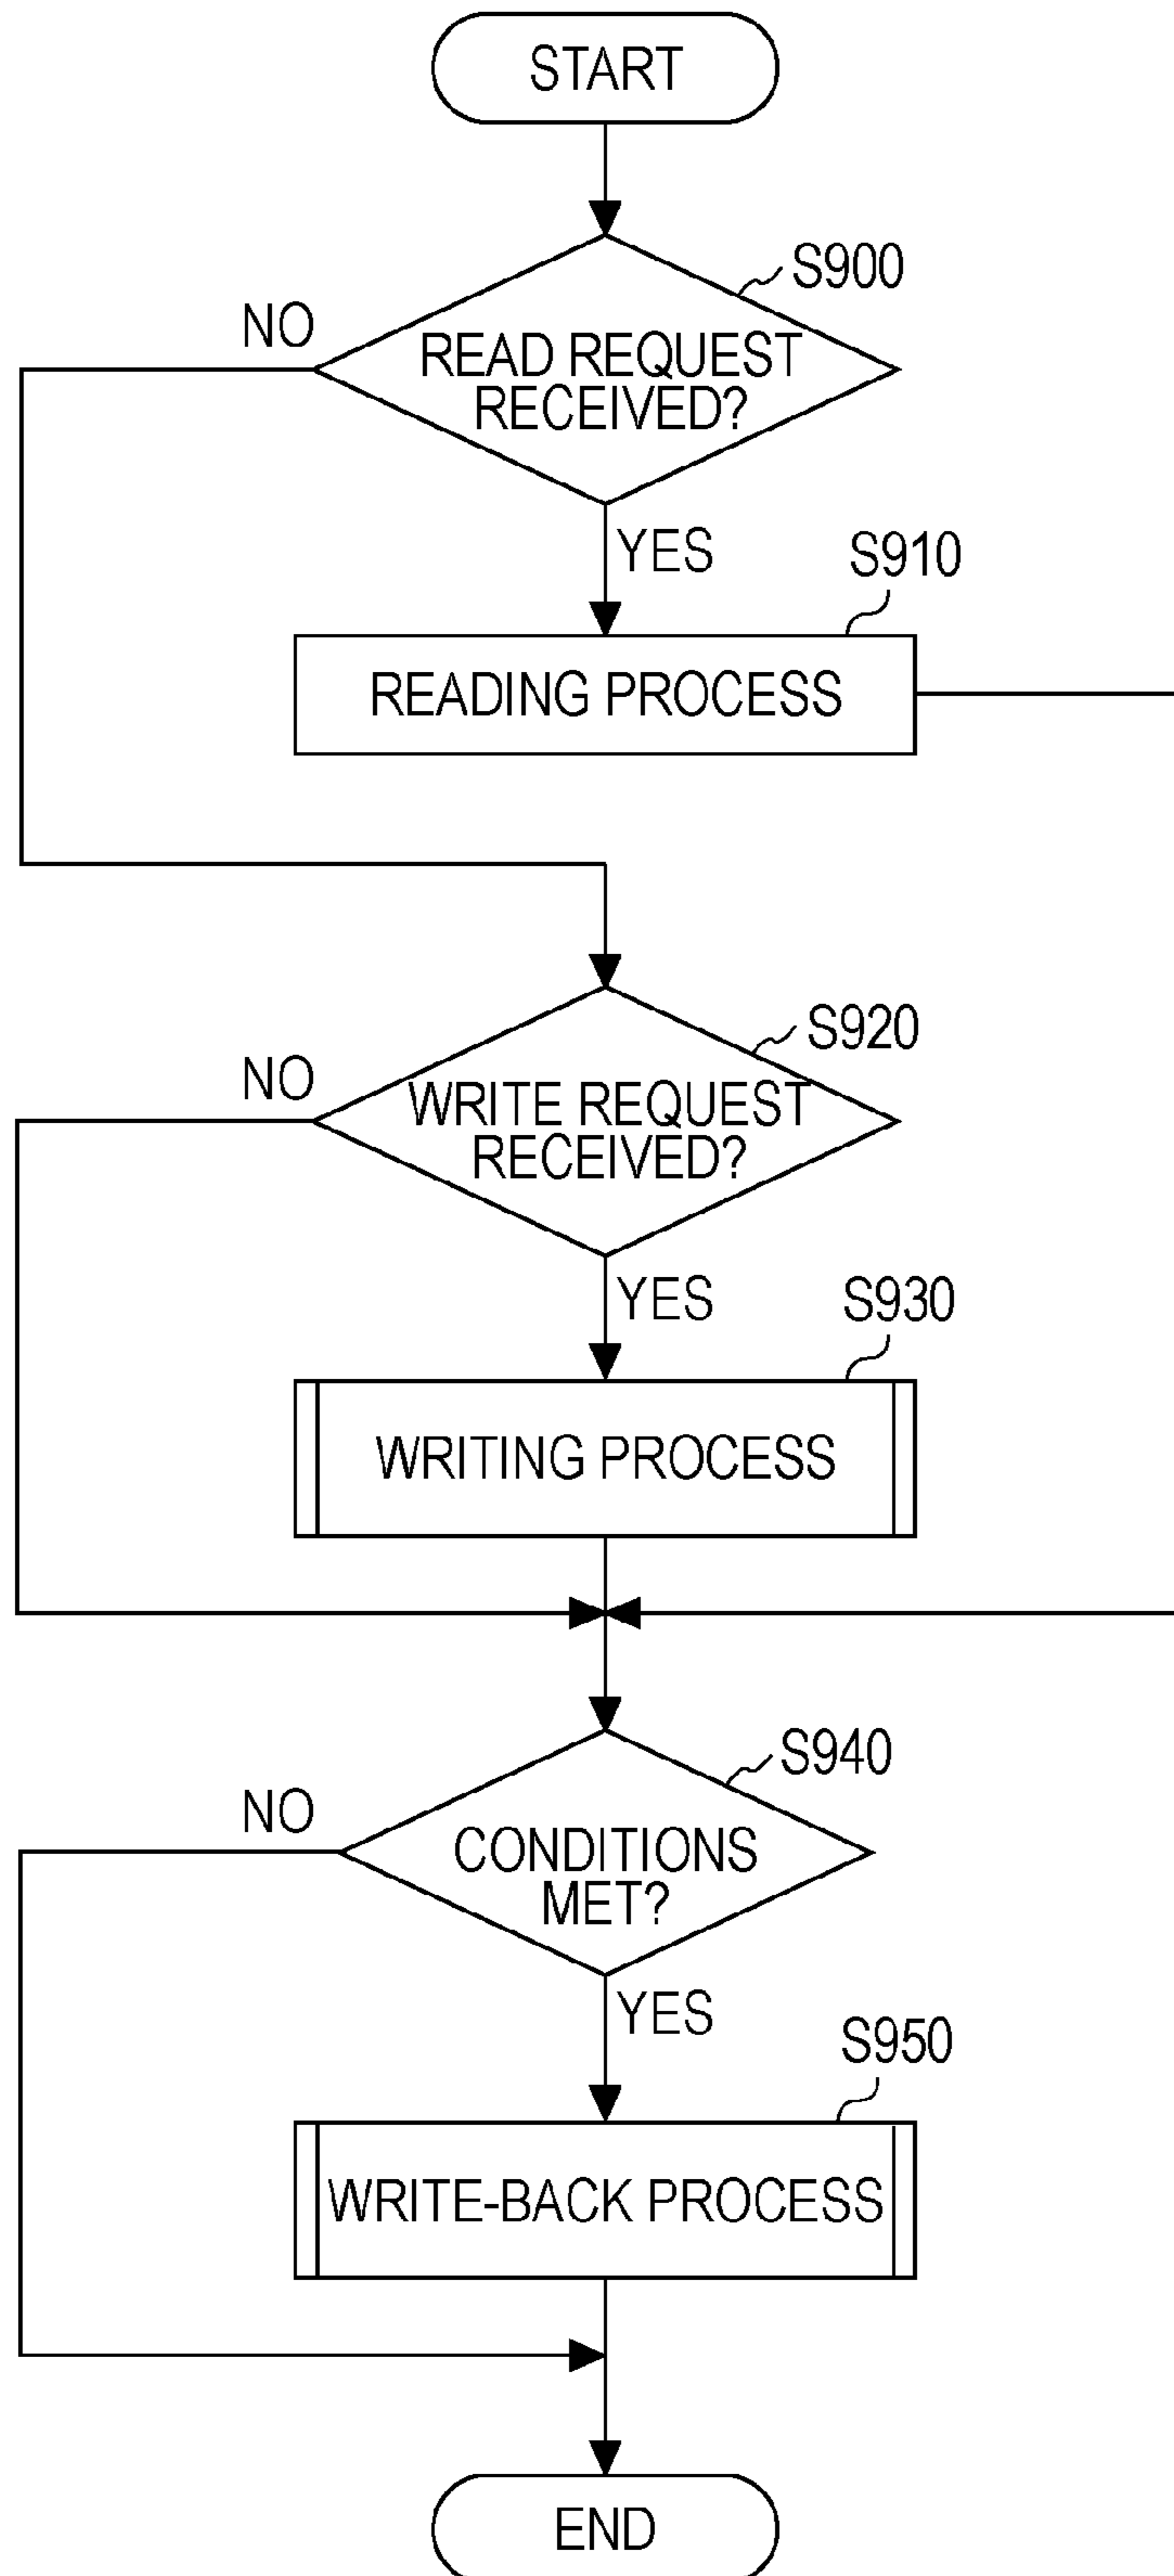 START
S900
NO
READ REQUEST
RECEIVED?
YES
S910
READING PROCESS
S920
NO
WRITE REQUEST
RECEIVED?
YES
S930
WRITING PROCESS
S940
NO
CONDITIONS
MET?
YES
S950
WRITE-BACK PROCESS
END